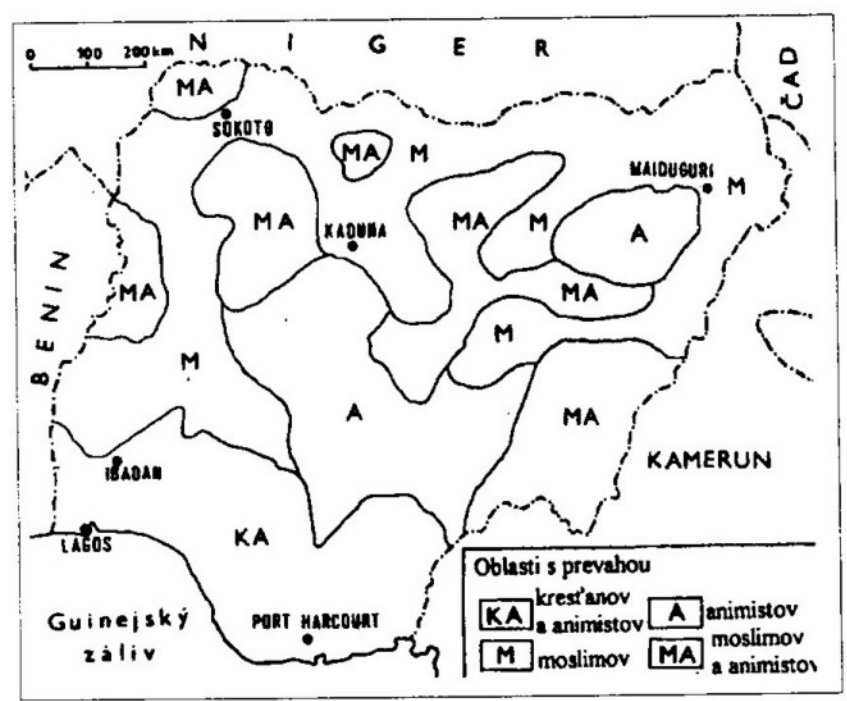 N I G E R
0 100 200 km
ČAD
MA
SOKOTO
MA
M
MAIDUGURI
M
MA
KADUNA
MA
M
A
BENIN
MA
MA
M
M
A
MA
KAMERUN
IBADAN
LAGOS
KA
Guinejský
záliv
PORT HARCOURT
Oblasti s prevahou
KA kresťanov
a animistov
A animistov
M moslimov
MA moslimov
a animistov